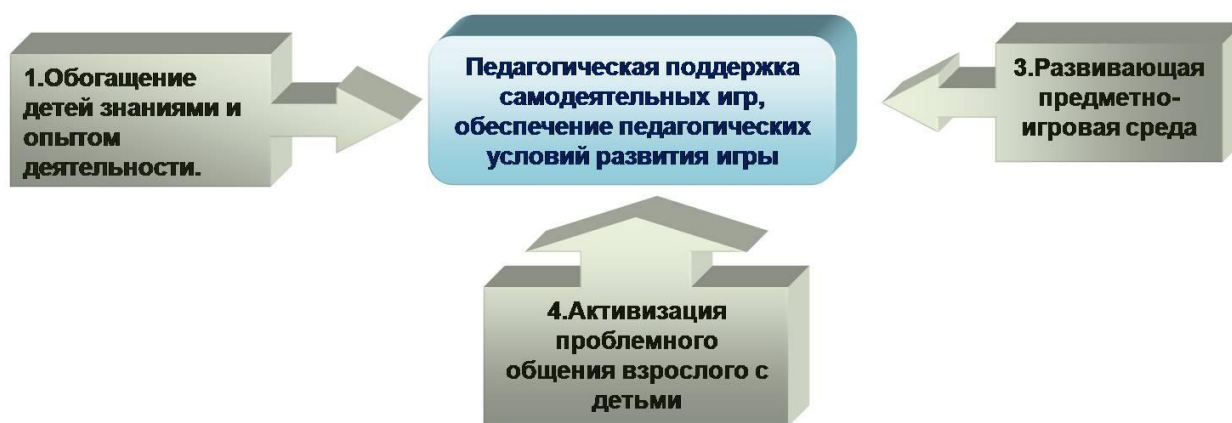 1.Обогащение
детей знаниями и
опытом
деятельности.
Педагогическая поддержка
самодеятельных игр,
обеспечение педагогических
условий развития игры
3.Развивающая
предметно-
игровая среда
4.Активизация
проблемного
общения взрослого с
детьми